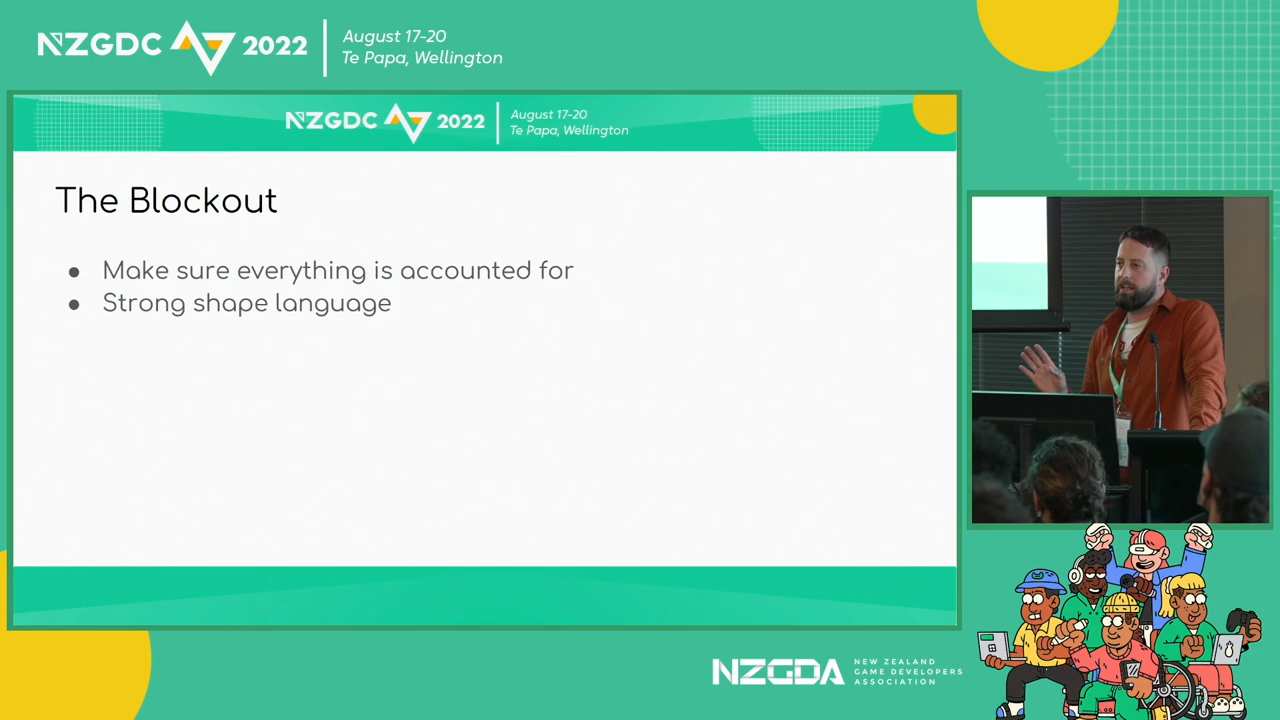 NZGDC 2022
August 17-20
Te Papa, Wellington
NZGDC 2022
August 17-20
Te Papa, Wellington
The Blockout
● Make sure everything is accounted for
● Strong shape language
NZGDA
NEW ZEALAND
GAME DEVELOPERS
ASSOCIATION